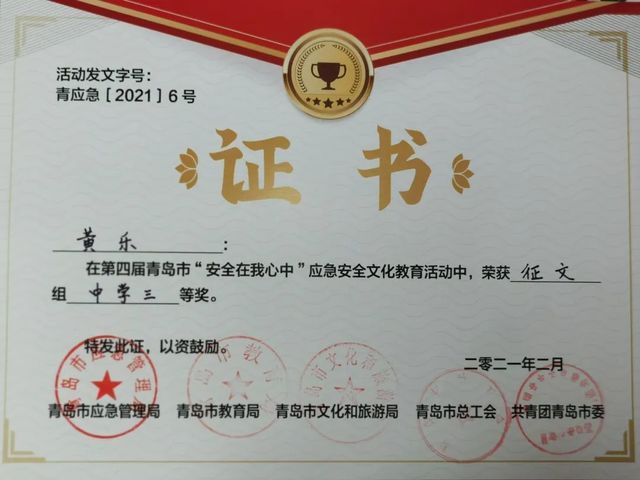 活动发文字号：
青应急［2021］6号
证书
黄乐：
在第四届青岛市“安全在我心中”应急安全文化教育活动中，荣获征文
组中学三等奖。
特发此证，以资鼓励。
二零二一年二月
青岛市应急管理局 青岛市教育局 青岛市文化和旅游局 青岛市总工会 共青团青岛市委